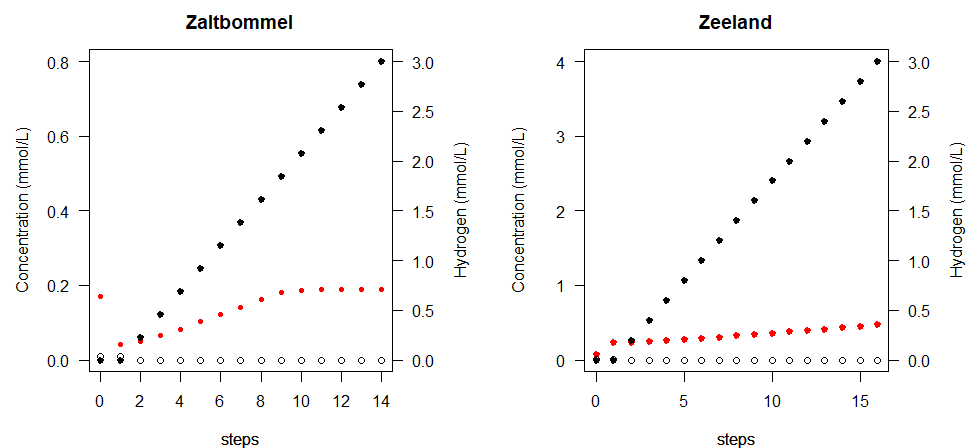 Zaltbommel
Concentration (mmol/L)
0.8
0.6
0.4
0.2
0.0
3.0
2.5
2.0
1.5
1.0
0.5
0.0
Hydrogen (mmol/L)
0 2 4 6 8 10 12 14
steps
Zeeland
Concentration (mmol/L)
4
3
2
1
0
3.0
2.5
2.0
1.5
1.0
0.5
0.0
Hydrogen (mmol/L)
0 5 10 15
steps